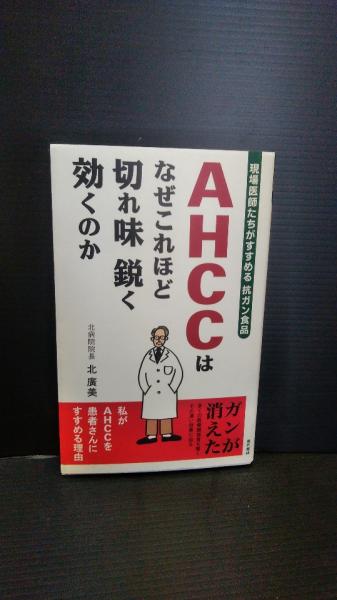 現場医師たちがすすめる 抗ガン食品
AHCCは
なぜこれほど
切れ味 鋭く
効くのか
北病院院長 北 廣美
私が
AHCCを
患者さんに
すすめる理由
ガンが
消えた